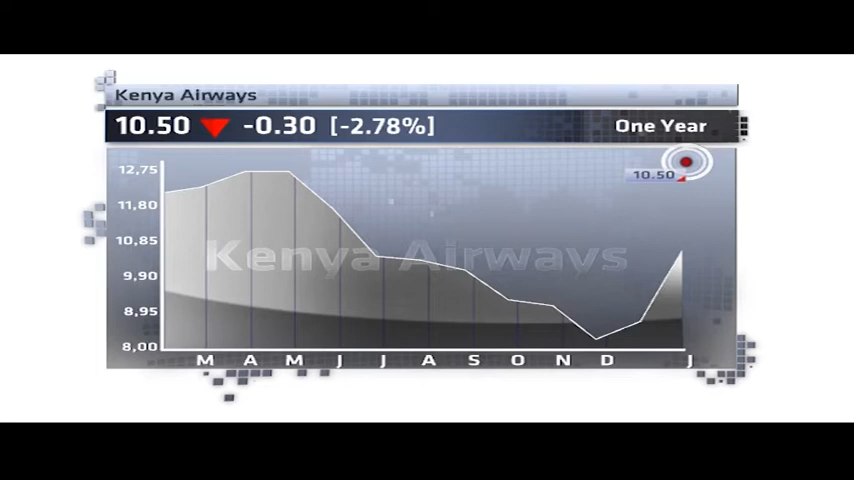 Kenya Airways
10.50 -0.30 [-2.78%] One Year
12,75
10.50
11,80
10,85
Kenya Airways
9,90
8,95
8,00
M A M J J A S O N D J